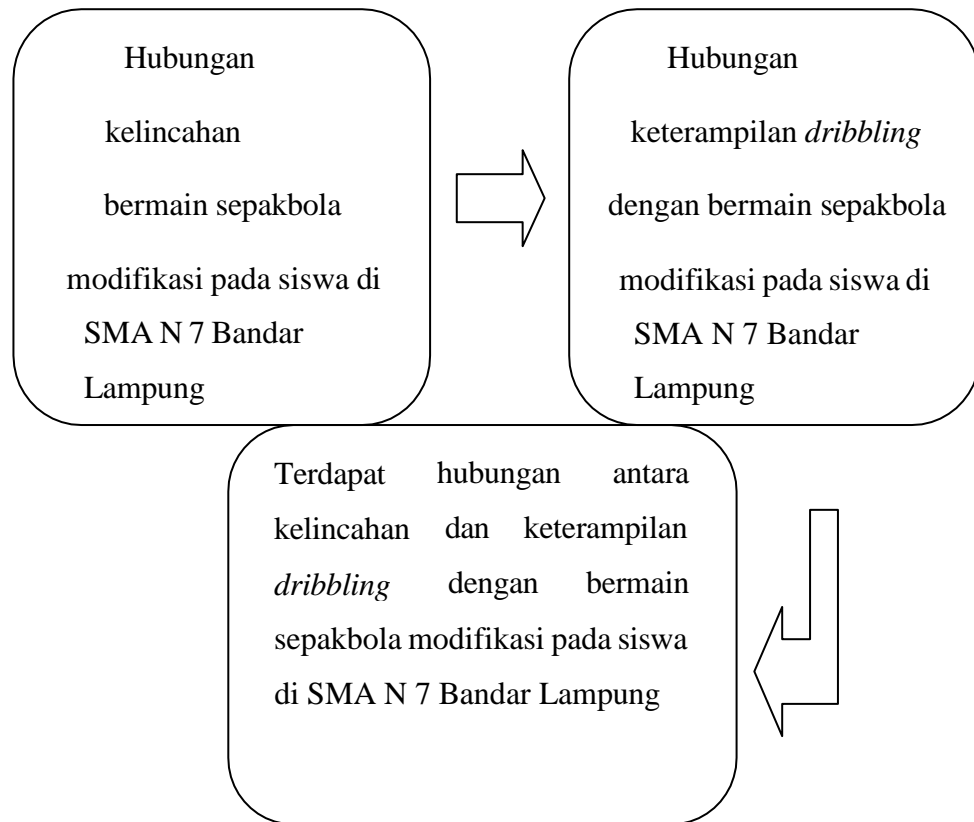 Hubungan
kelincahan
bermain sepakbola
modifikasi pada siswa di
SMA N 7 Bandar
Lampung
Hubungan
keterampilan dribbling
dengan bermain sepakbola
modifikasi pada siswa di
SMA N 7 Bandar
Lampung
Terdapat hubungan antara
kelincahan dan keterampilan
dribbling dengan bermain
sepakbola modifikasi pada siswa
di SMA N 7 Bandar Lampung